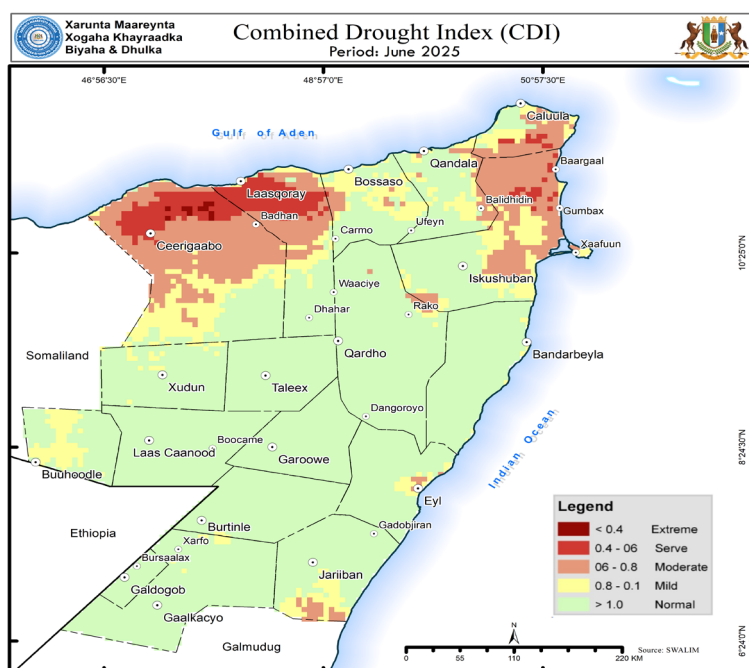 Xarunta Maareynta
Xogaha Khayraadka
Biyaha & Dhulka
Combined Drought Index (CDI)
Period: June 2025
46°56'30"E
48°57'0"E
50°57'30"E
Gulf of Aden
Caluula
Qandala
Baargaal
Bossaso
Laasqoray
Balidhidin
Gumbax
Badhan
Ufeyn
Carmo
Ceerigaabo
Xaafuun
10°25'0"N
Iskushuban
Waaciye
Dhahar
Rako
Somaliland
Qardho
Bandarbeyla
Xudun
Taleex
Dangoroyo
Indian Ocean
Laas Caanood
Boocame
Garoowe
8°24'30"N
Buuhoodle
Eyl
Legend
< 0.4 Extreme
0.4 - 06 Serve
06 - 0.8 Moderate
0.8 - 0.1 Mild
> 1.0 Normal
Burtinle
Gadobjiran
Ethiopia
Xarfo
Bursaalax
Jariiban
Galdogob
Gaalkacyo
Galmudug
6°24'0"N
N
Source: SWALIM
0 55 110 220 KM